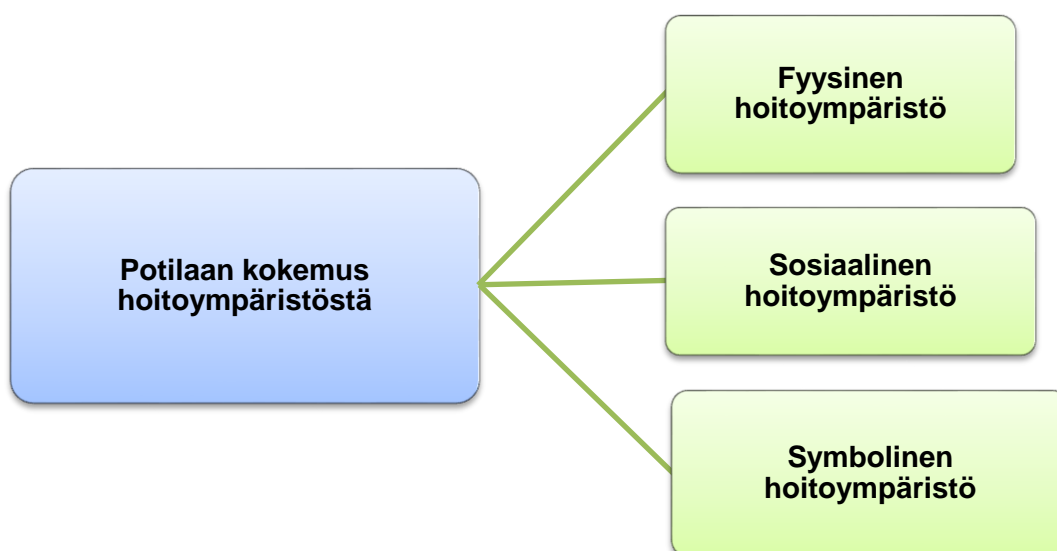 Potilaan kokemus
hoitoympäristöstä
Fyysinen
hoitoympäristö
Sosiaalinen
hoitoympäristö
Symbolinen
hoitoympäristö